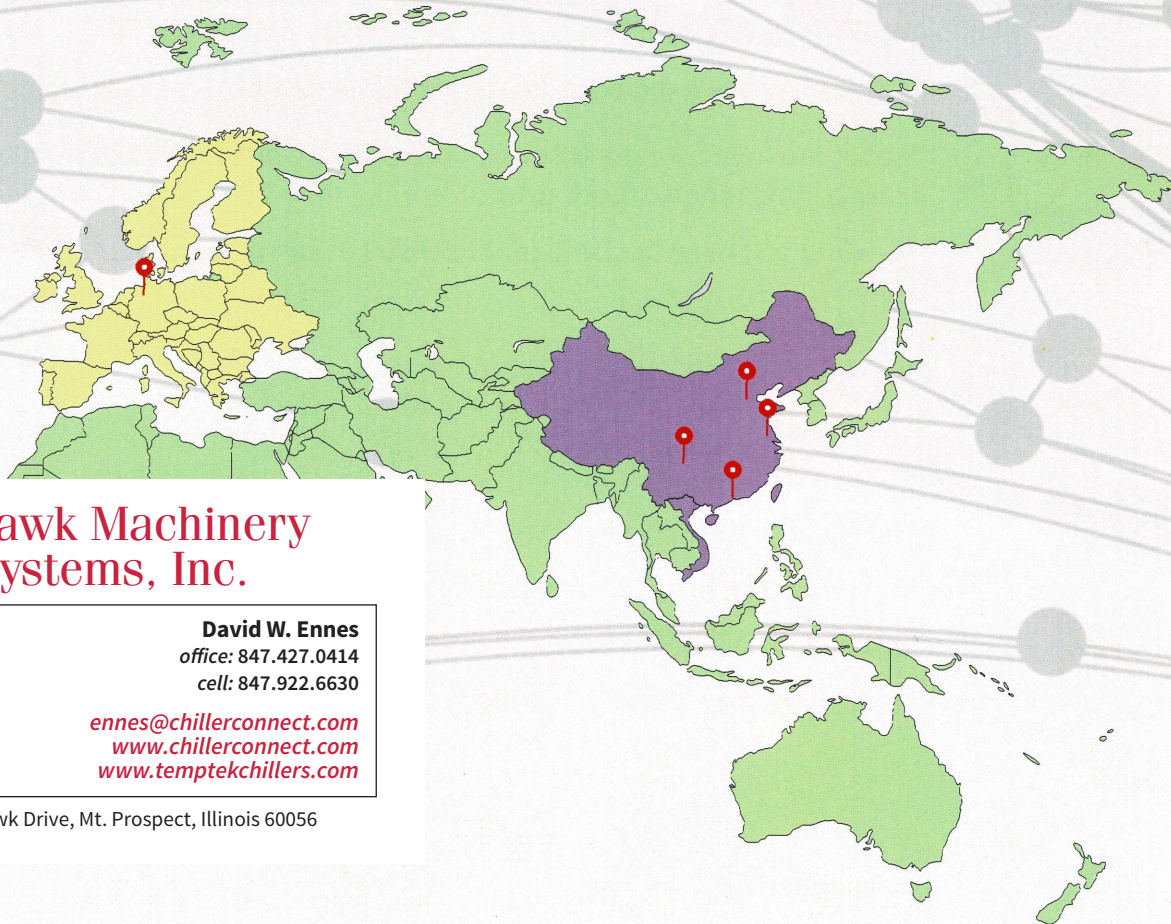 awk Machinery
ystems, Inc.
David W. Ennes
office: 847.427.0414
cell: 847.922.6630
ennes@chillerconnect.com
www.chillerconnect.com
www.temptekchillers.com
wk Drive, Mt. Prospect, Illinois 60056